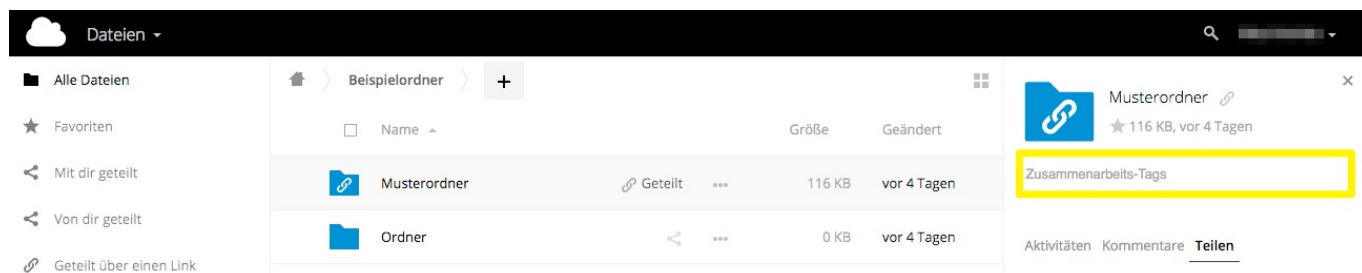 Dateien
Alle Dateien
Favoriten
Mit dir geteilt
Von dir geteilt
Geteilt über einen Link
Beispielordner +
Name Größe Geändert
Musterordner Geteilt ... 116 KB vor 4 Tagen
Ordner ... 0 KB vor 4 Tagen
Musterordner
116 KB, vor 4 Tagen
Zusammenarbeits-Tags
Aktivitäten Kommentare Teilen